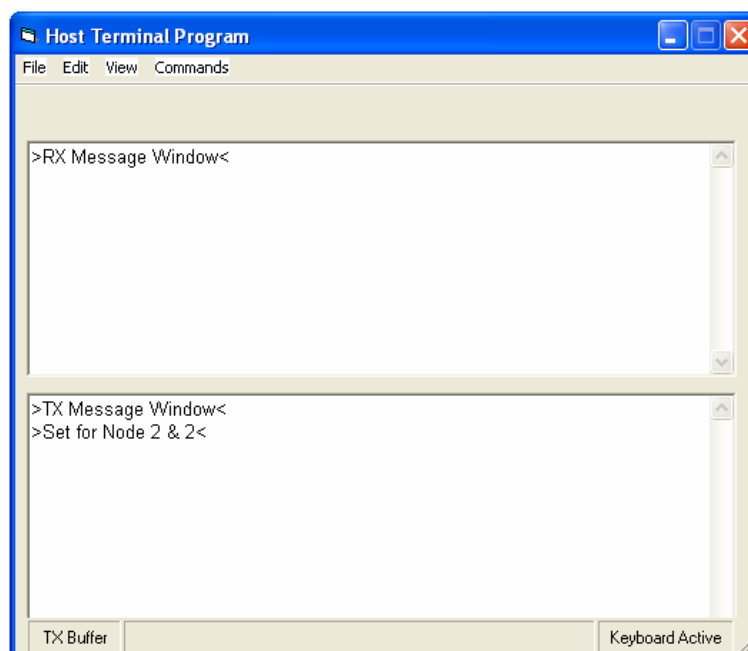 Host Terminal Program
File Edit View Commands
>RX Message Window<
>TX Message Window<
>Set for Node 2 & 2<
TX Buffer Keyboard Active